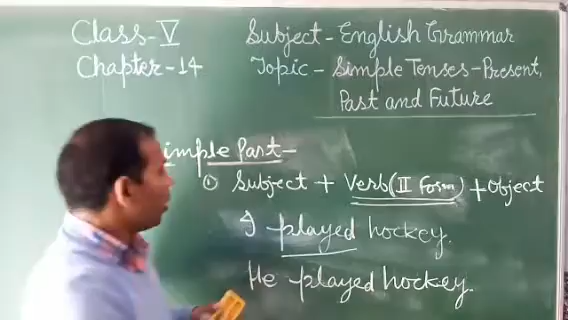 Class-V Subject-English Grammar
Chapter-14 Topic - Simple Tenses-Present,
Past and Future
imple Past-
① Subject + Verb (II Form) + Object
I played hockey.
He played hockey.